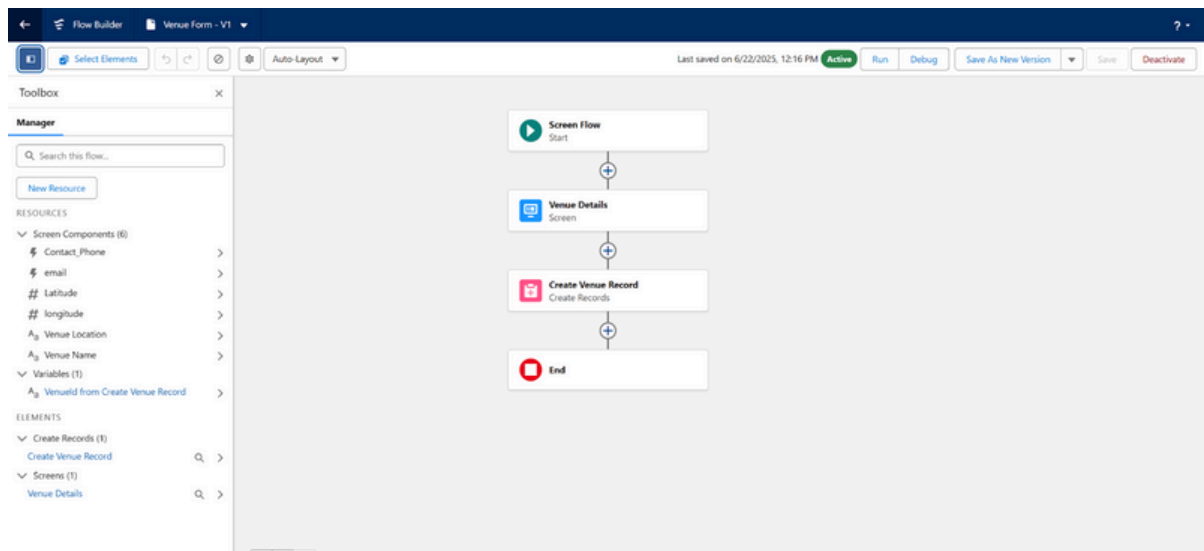 Flow Builder
Venue Form - V1
?
Select Elements
Auto-Layout
Last saved on 6/22/2025, 12:16 PM
Active
Run
Debug
Save As New Version
Save
Deactivate
Toolbox
Manager
Search this flow...
New Resource
RESOURCES
Screen Components (6)
Contact_Phone
email
# Latitude
# longitude
Aa Venue Location
Aa Venue Name
Variables (1)
Aa VenueId from Create Venue Record
ELEMENTS
Create Records (1)
Create Venue Record
Screens (1)
Venue Details
Screen Flow
Start
Venue Details
Screen
Create Venue Record
Create Records
End